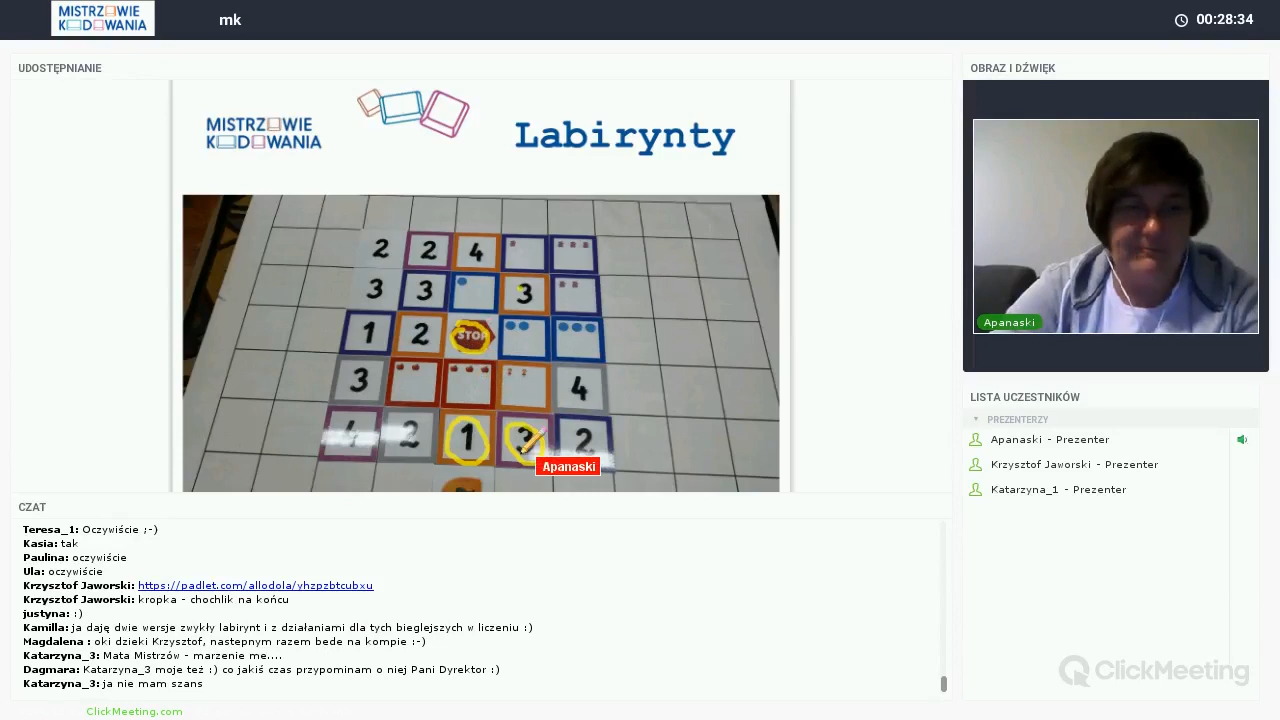 MISTRZOWIE
KODOWANIA
mk
00:28:34
UDOSTĘPNIANIE
OBRAZ I DŹWIĘK
MISTRZOWIE
KODOWANIA
Labirynty
2 2 4
3 3 3
1 2 STOP
3 4
4 2 1 3 2
Apanaski
Apanaski
LISTA UCZESTNIKÓW
PREZENTERZY
Apanaski - Prezenter
Krzysztof Jaworski - Prezenter
Katarzyna_1 - Prezenter
CZAT
Teresa_1: Oczywiście ;-)
Kasia: tak
Paulina: oczywiście
Ula: oczywiście
Krzysztof Jaworski: https://padlet.com/allodola/yhzpzbtcubxu
Krzysztof Jaworski: kropka - chochlik na końcu
justyna: :)
Kamilla: ja daję dwie wersje zwykły labirynt i z działaniami dla tych bieglejszych w liczeniu :)
Magdalena : oki dzieki Krzysztof, nastepnym razem bede na kompie :-)
Katarzyna_3: Mata Mistrzów - marzenie me....
Dagmara: Katarzyna_3 moje też :) co jakiś czas przypominam o niej Pani Dyrektor :)
Katarzyna_3: ja nie mam szans
ClickMeeting
ClickMeeting.com